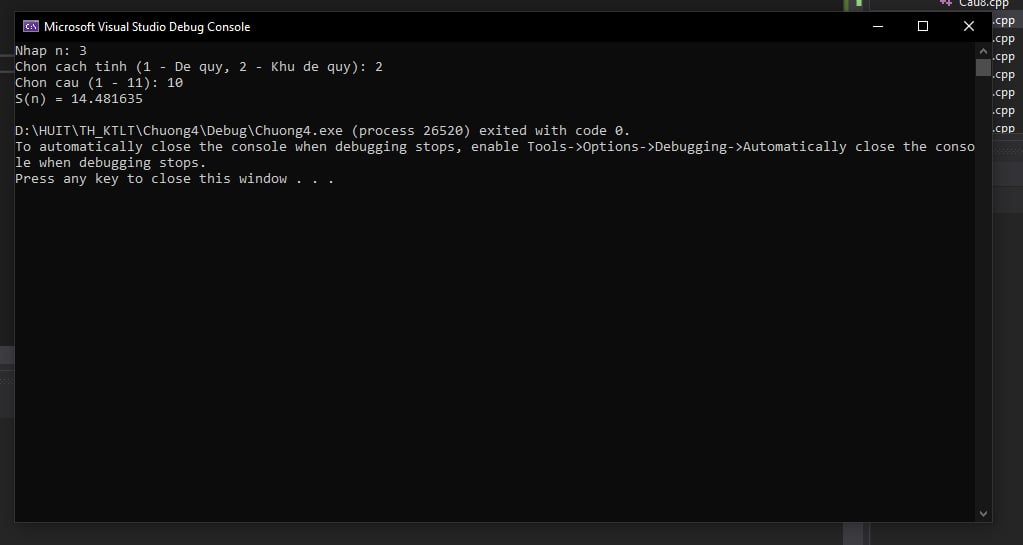 Cau8.cpp
Microsoft Visual Studio Debug Console
.cpp
Nhap n: 3
.cpp
Chon cach tinh (1 - De quy, 2 - Khu de quy): 2
.cpp
Chon cau (1 - 11): 10
.cpp
S(n) = 14.481635
.cpp
.cpp
D:\HUIT\TH_KTLT\Chuong4\Debug\Chuong4.exe (process 26520) exited with code 0.
.cpp
To automatically close the console when debugging stops, enable Tools->Options->Debugging->Automatically close the conso
le when debugging stops.
Press any key to close this window . . .